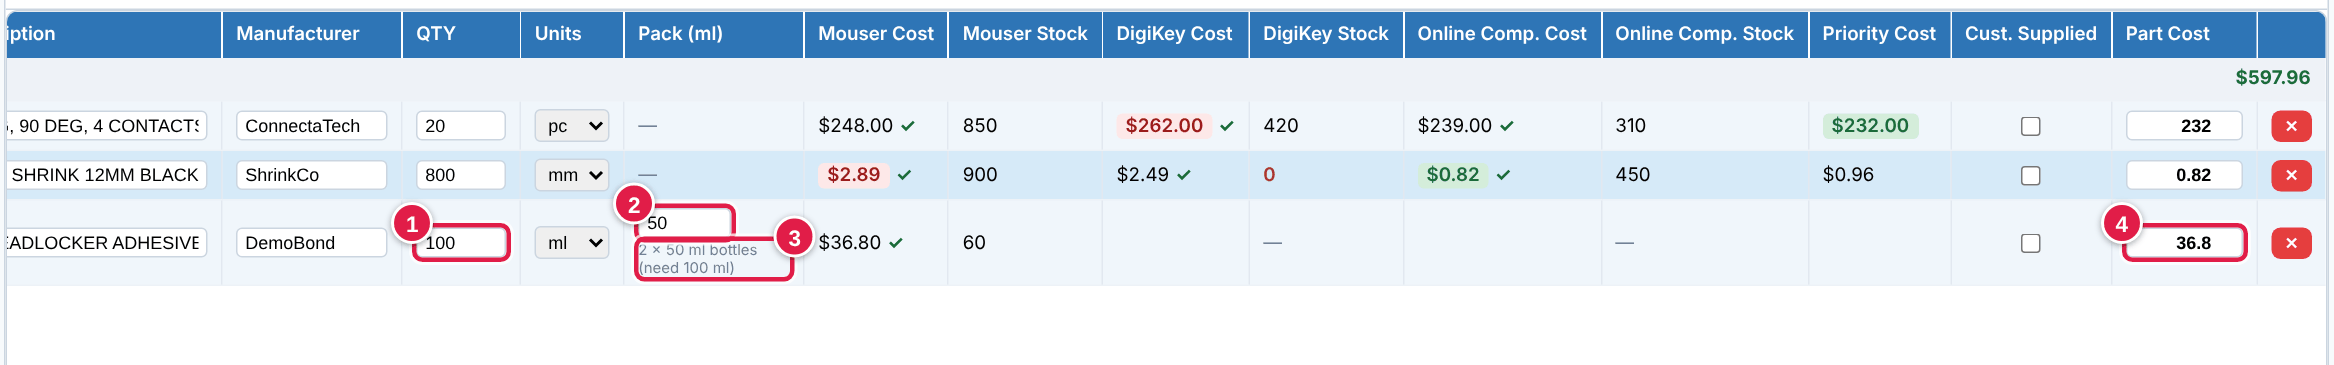 iption Manufacturer QTY Units Pack (ml) Mouser Cost Mouser Stock DigiKey Cost DigiKey Stock Online Comp. Cost Online Comp. Stock Priority Cost Cust. Supplied Part Cost
$597.96
, 90 DEG, 4 CONTACTS ConnectaTech 20 pc — $248.00 ✓ 850 $262.00 ✓ 420 $239.00 ✓ 310 $232.00 232 ×
SHRINK 12MM BLACK ShrinkCo 800 mm — $2.89 ✓ 900 $2.49 ✓ 0 $0.82 ✓ 450 $0.96 0.82 ×
EADLOCKER ADHESIVE DemoBond 1 100 ml 2 50 3 $36.80 ✓ 60 — — 4 36.8 ×
2 × 50 ml bottles
(need 100 ml)